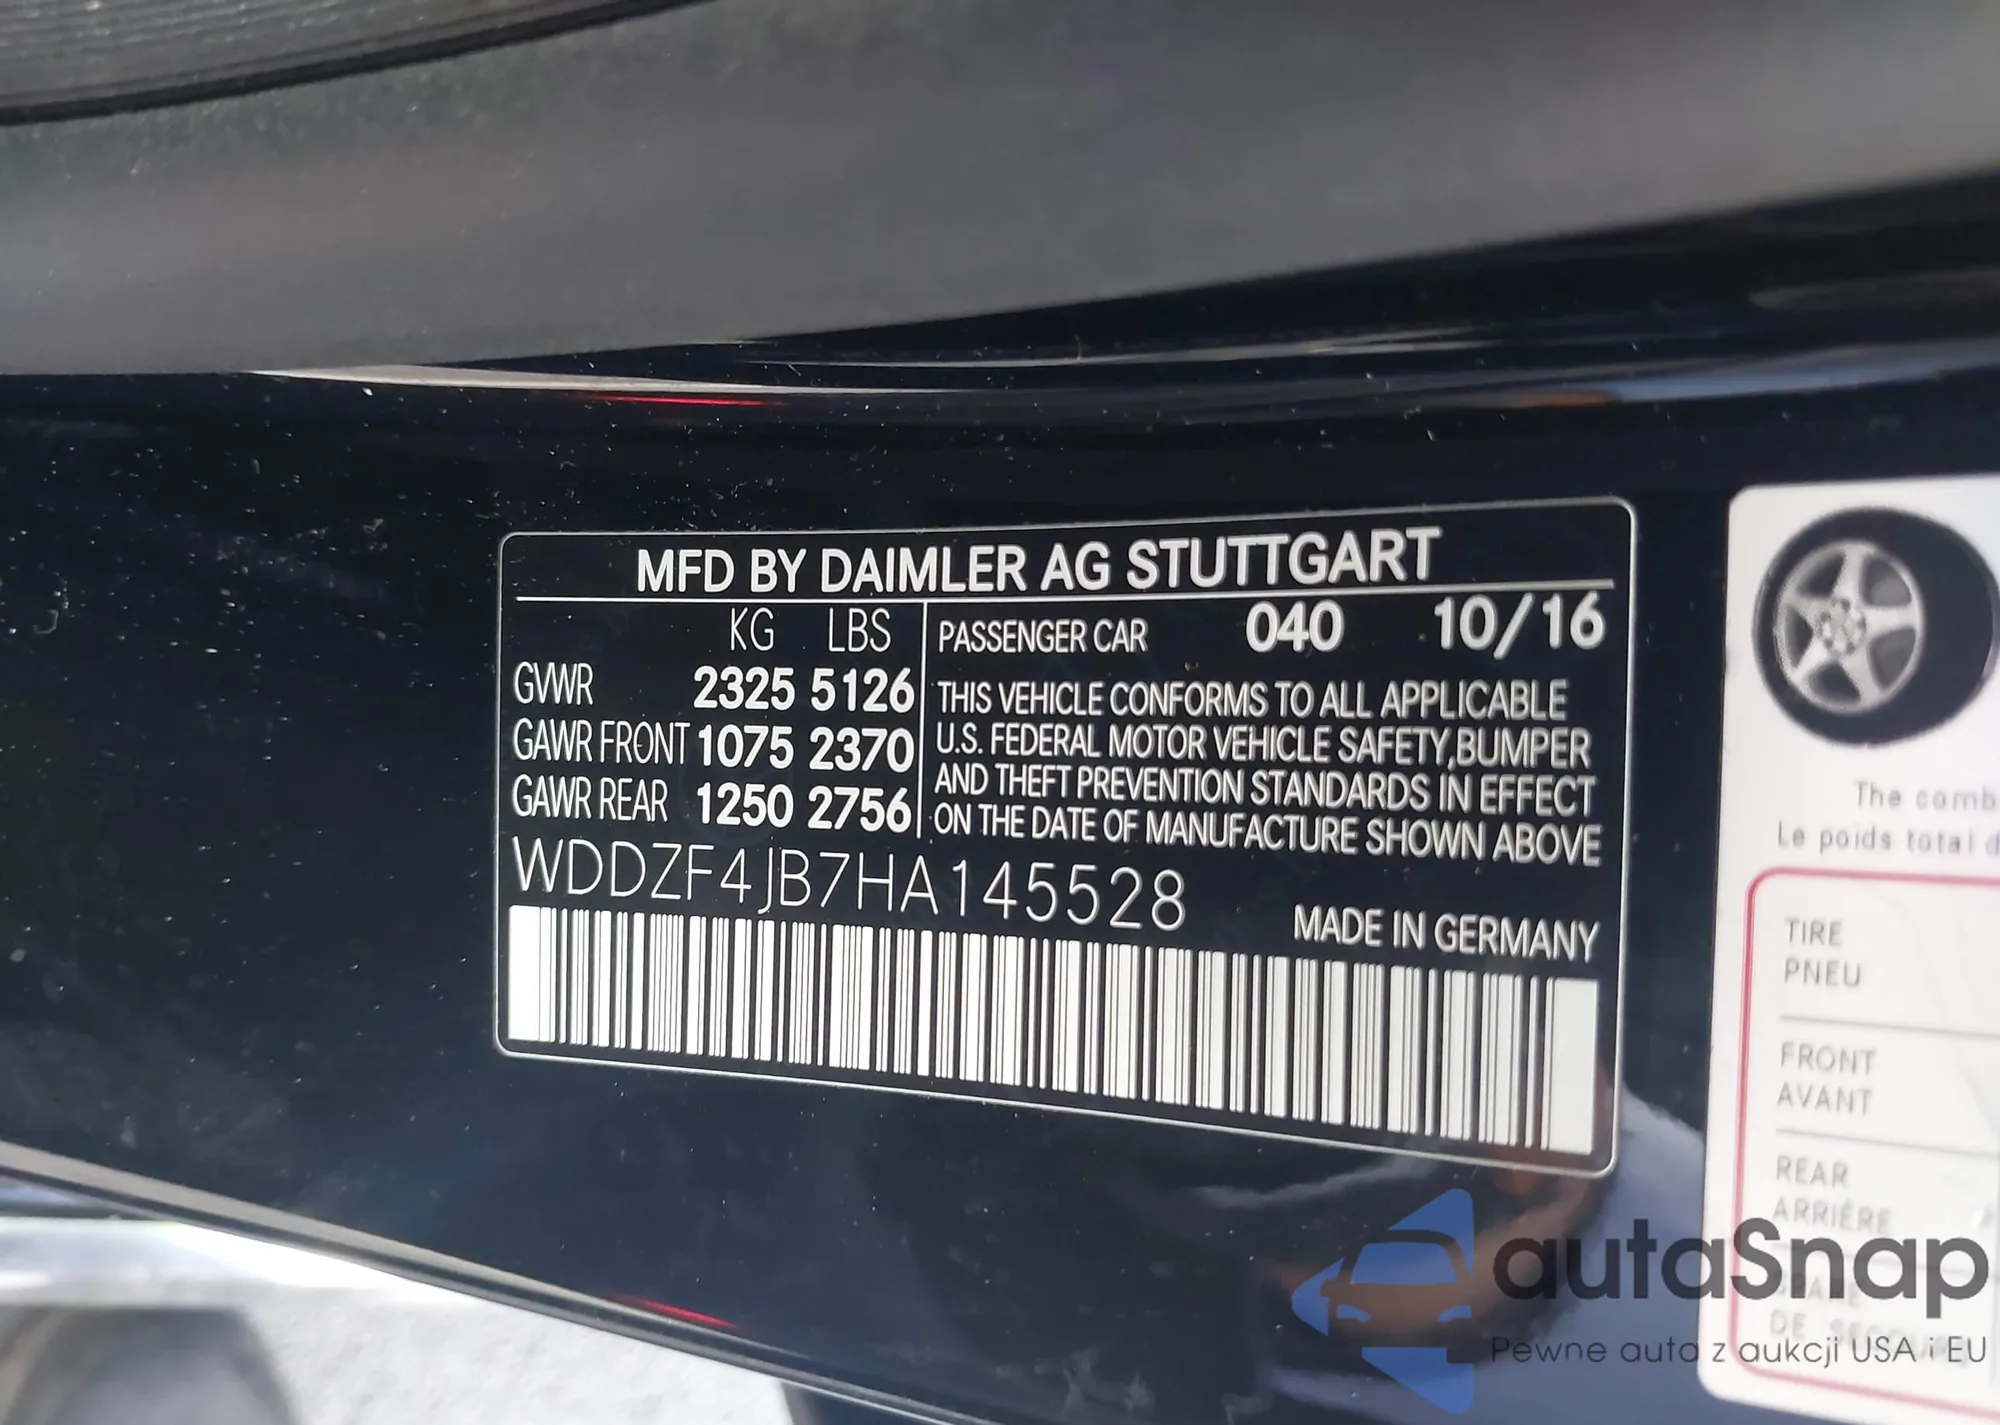 MFD BY DAIMLER AG STUTTGART
KG LBS
GVWR 2325 5126
GAWR FRONT 1075 2370
GAWR REAR 1250 2756
PASSENGER CAR 040 10/16
THIS VEHICLE CONFORMS TO ALL APPLICABLE
U.S. FEDERAL MOTOR VEHICLE SAFETY,BUMPER
AND THEFT PREVENTION STANDARDS IN EFFECT
ON THE DATE OF MANUFACTURE SHOWN ABOVE
WDDZF4JB7HA145528
MADE IN GERMANY
The comb
Le poids total d
TIRE
PNEU
FRONT
AVANT
REAR
ARRIÈRE
DE
autaSnap
Pewne auta z aukcji USA i EU